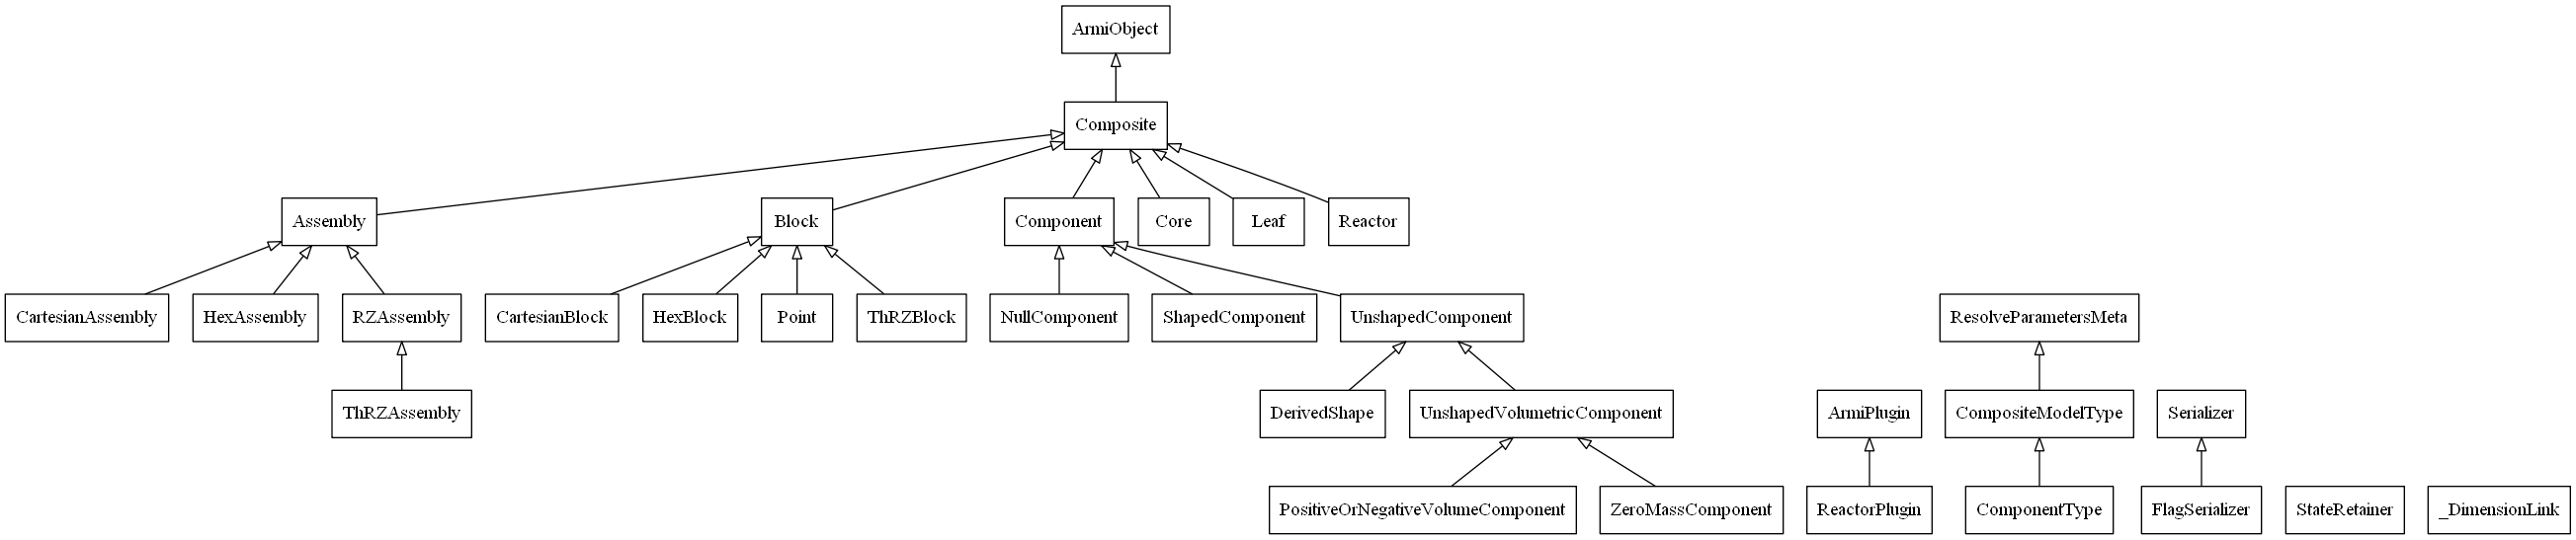 ArmiObject
Composite
Assembly
Block
Component
Core
Leaf
Reactor
CartesianAssembly
HexAssembly
RZAssembly
CartesianBlock
HexBlock
Point
ThRZBlock
NullComponent
ShapedComponent
UnshapedComponent
ResolveParametersMeta
ThRZAssembly
DerivedShape
UnshapedVolumetricComponent
ArmiPlugin
CompositeModelType
Serializer
PositiveOrNegativeVolumeComponent
ZeroMassComponent
ReactorPlugin
ComponentType
FlagSerializer
StateRetainer
_DimensionLink